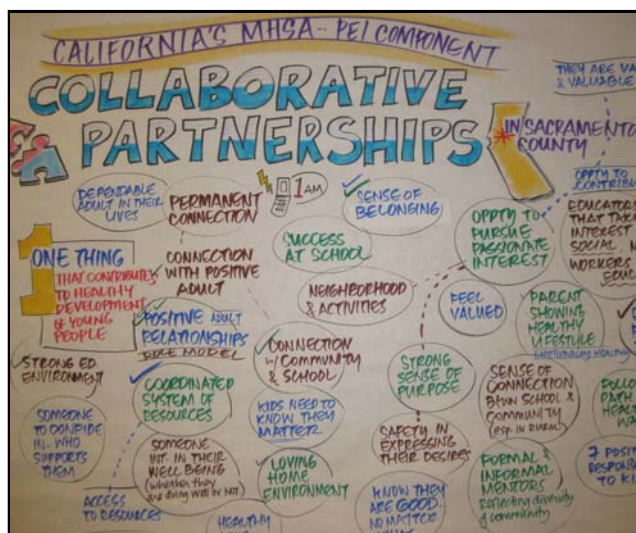 CALIFORNIA'S MHSA - PEI COMPONENT
COLLABORATIVE
PARTNERSHIPS
IN SACRAMENTO
COUNTY
THEY ARE
& VALUABLE
DEPENDABLE
ADULT IN THEIR
LIVES
PERMANENT
CONNECTION
1 AM
SENSE OF
BELONGING
OPPTY TO
SUCCESS
AT SCHOOL
OPPTY TO
PURSUE
PASSIONATE
INTEREST
EDUCATORS
THAT
INTEREST
SOCIAL
WORKERS
1
ONE THING
THAT CONTRIBUTES
TO HEALTHY
DEVELOPMENT
OF YOUNG
PEOPLE
CONNECTION
WITH POSITIVE
ADULT
NEIGHBORHOOD
& ACTIVITIES
FEEL
VALUED
PARENT
SHOWING
HEALTHY
LIFESTYLE
POSITIVE ADULT
RELATIONSHIPS
ROLE MODEL
CONNECTION
W/ COMMUNITY
& SCHOOL
STRONG ED.
ENVIRONMENT
COORDINATED
SYSTEM OF
RESOURCES
STRONG
SENSE OF
PURPOSE
SENSE OF
CONNECTION
BTWN SCHOOL &
COMMUNITY
(esp. IN RURAL)
PATH
KIDS NEED TO
KNOW THEY
MATTER
SOMEONE
TO CONFIDE
IN - WHO
SUPPORTS
THEM
SOMEONE
INT. IN THEIR
WELL BEING
(whether they
are doing well or not)
SAFETY IN
EXPRESSING
THEIR DESIRES
LOVING
HOME
ENVIRONMENT
FORMAL &
INFORMAL
MENTORS
Reflecting diversity
of community
7
TO
ACCESS
TO RESOURCES
HEALTHY
KNOW THEY
ARE GOOD.
NO MATTER